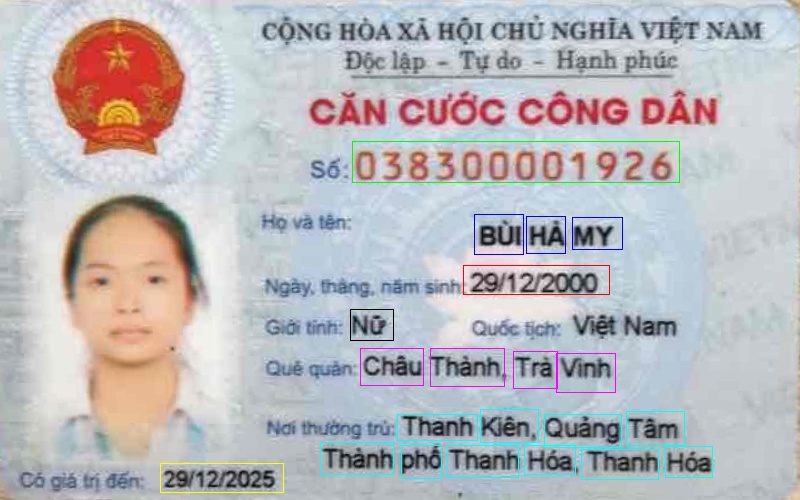 CỘNG HÒA XÃ HỘI CHỦ NGHĨA VIỆT NAM
Độc lập - Tự do - Hạnh phúc
CĂN CƯỚC CÔNG DÂN
Số: 038300001926
Họ và tên: BÙI HÀ MY
Ngày, tháng, năm sinh: 29/12/2000
Giới tính: Nữ Quốc tịch: Việt Nam
Quê quán: Châu Thành, Trà Vinh
Nơi thường trú: Thanh Kiên, Quảng Tâm
Thành phố Thanh Hóa, Thanh Hóa
Có giá trị đến: 29/12/2025